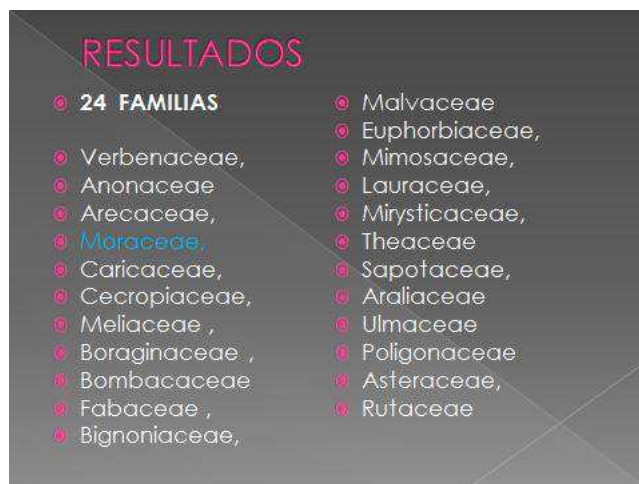 RESULTADOS
24 FAMILIAS
Verbenaceae,
Anonaceae
Arecaceae,
Moraceae,
Caricaceae,
Cecropiaceae,
Meliaceae ,
Boraginaceae ,
Bombacaceae
Fabaceae ,
Bignoniaceae,
Malvaceae
Euphorbiaceae,
Mimosaceae,
Lauraceae,
Mirysticaceae,
Theaceae
Sapotaceae,
Araliaceae
Ulmaceae
Poligonaceae
Asteraceae,
Rutaceae